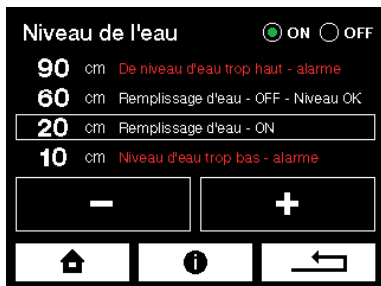 Niveau de l'eau ON OFF
90 cm De niveau d'eau trop haut - alarme
60 cm Remplissage d'eau - OFF - Niveau OK
20 cm Remplissage d'eau - ON
10 cm Niveau d'eau trop bas - alarme
- +